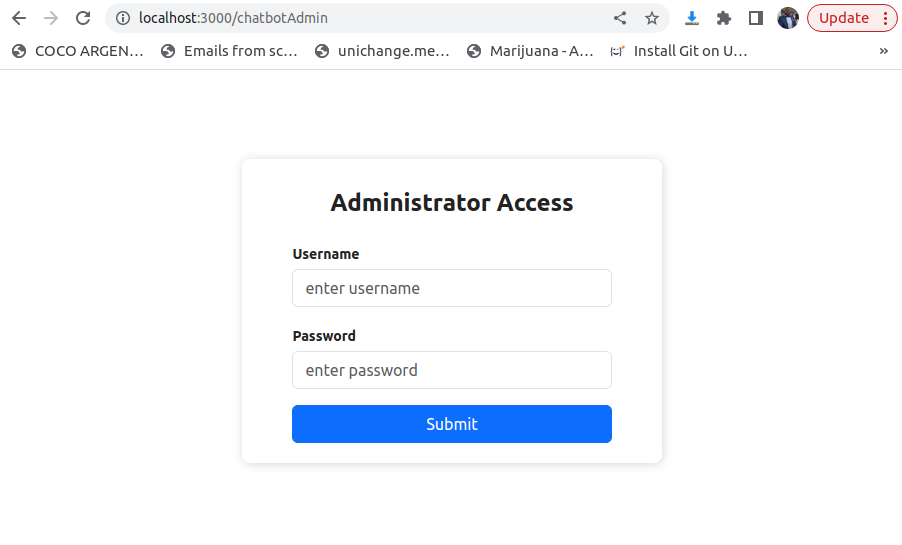 localhost:3000/chatbotAdmin
Update
COCO ARGEN…
Emails from sc…
unichange.me…
Marijuana - A…
Install Git on U…
»
Administrator Access
Username
enter username
Password
enter password
Submit